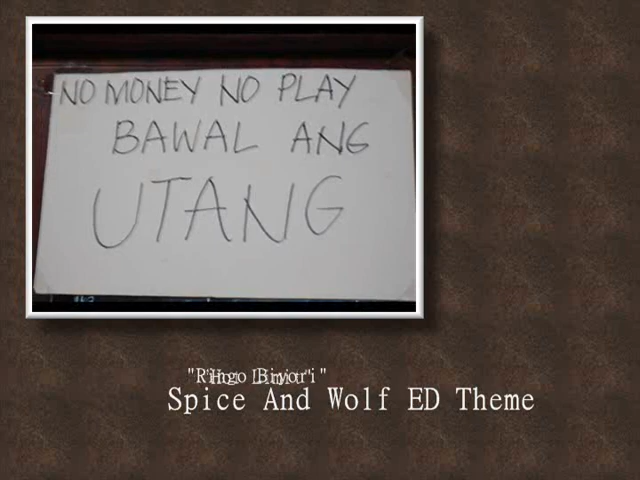 NO MONEY NO PLAY
BAWAL ANG
UTANG
Spice And Wolf ED Theme